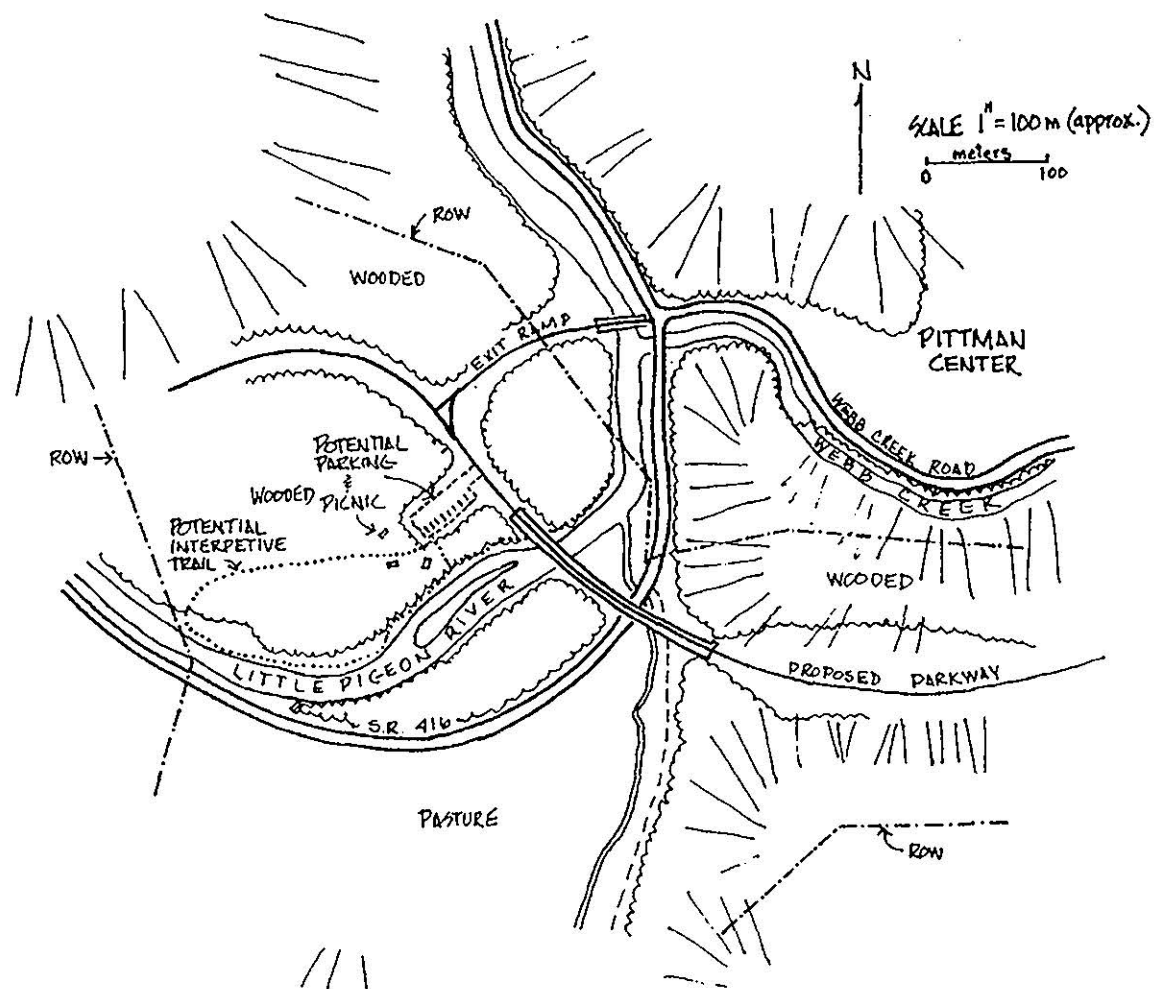 N
SCALE 1" = 100 m (approx.)
meters
0 100
ROW
WOODED
PITTMAN
CENTER
EXIT RAMP
WEBB CREEK ROAD
WEBB CREEK
POTENTIAL
PARKING
&
PICNIC
ROW
WOODED
POTENTIAL
INTERPETIVE
TRAIL
WOODED
LITTLE PIGEON RIVER
PROPOSED PARKWAY
S.R. 416
PASTURE
ROW